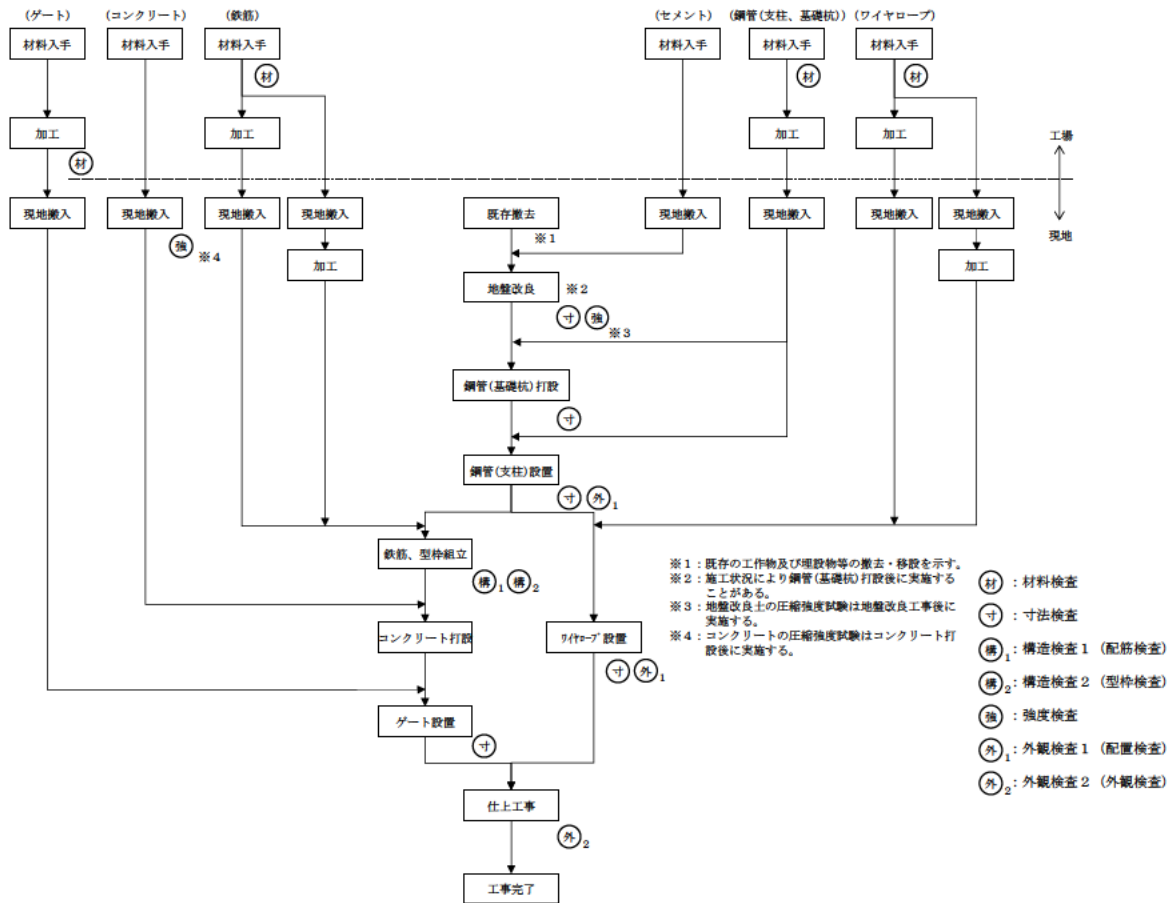 (ゲート)
(コンクリート)
(鉄筋)
(セメント)
(鋼管(支柱、基礎杭))
(ワイヤロープ)
材料入手
材料入手
材料入手
材料入手
材料入手
材料入手
材
材
材
加工
加工
加工
加工
材
工場
現地
現地搬入
現地搬入
現地搬入
現地搬入
既存撤去
現地搬入
現地搬入
現地搬入
現地搬入
強
※4
※1
加工
地盤改良
※2
加工
寸
強
※3
鋼管(基礎杭)打設
寸
鋼管(支柱)設置
寸
外1
鉄筋、型枠組立
構1
構2
コンクリート打設
ワイヤロープ設置
寸
外1
ゲート設置
寸
仕上工事
外2
工事完了
※1:既存の工作物及び埋設物等の撤去・移設を示す。
※2:施工状況により鋼管(基礎杭)打設後に実施する
ことがある。
※3:地盤改良土の圧縮強度試験は地盤改良工事後に
実施する。
※4:コンクリートの圧縮強度試験はコンクリート打
設後に実施する。
材:材料検査
寸:寸法検査
構1:構造検査1(配筋検査)
構2:構造検査2(型枠検査)
強:強度検査
外1:外観検査1(配置検査)
外2:外観検査2(外観検査)